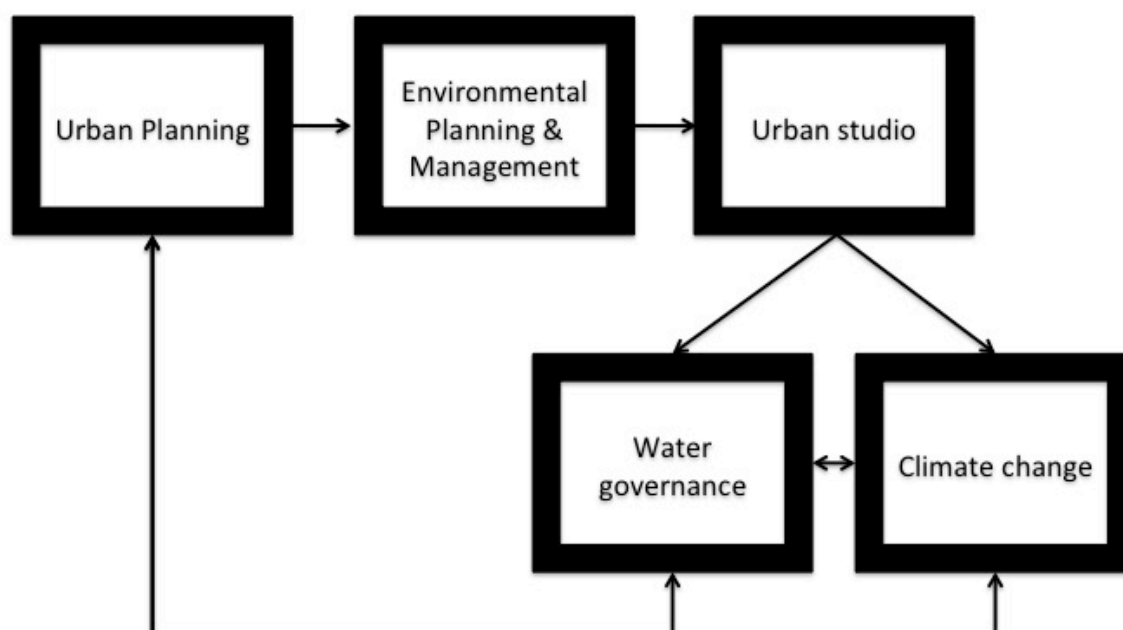 Urban Planning
Environmental
Planning &
Management
Urban studio
Water
governance
Climate change